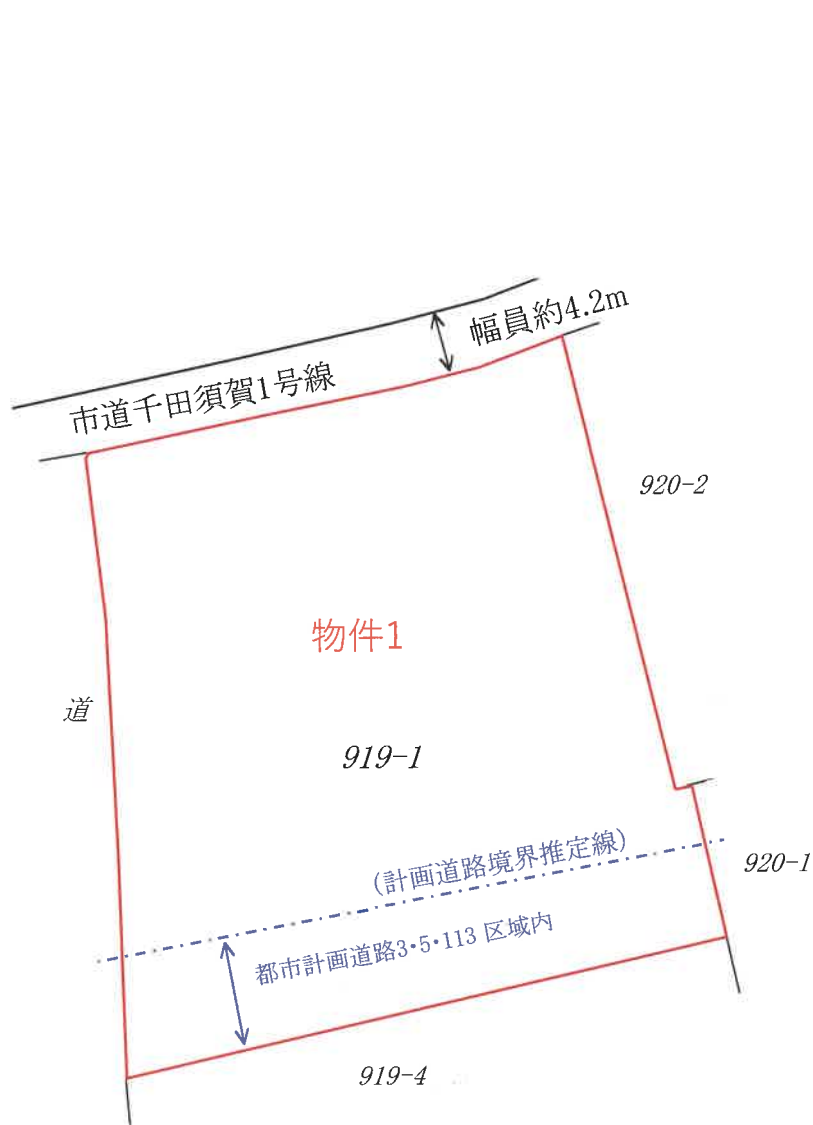 幅員約4.2m
市道千田須賀1号線
920-2
物件1
道
919-1
(計画道路境界推定線)
920-1
都市計画道路3・5・113 区域内
919-4